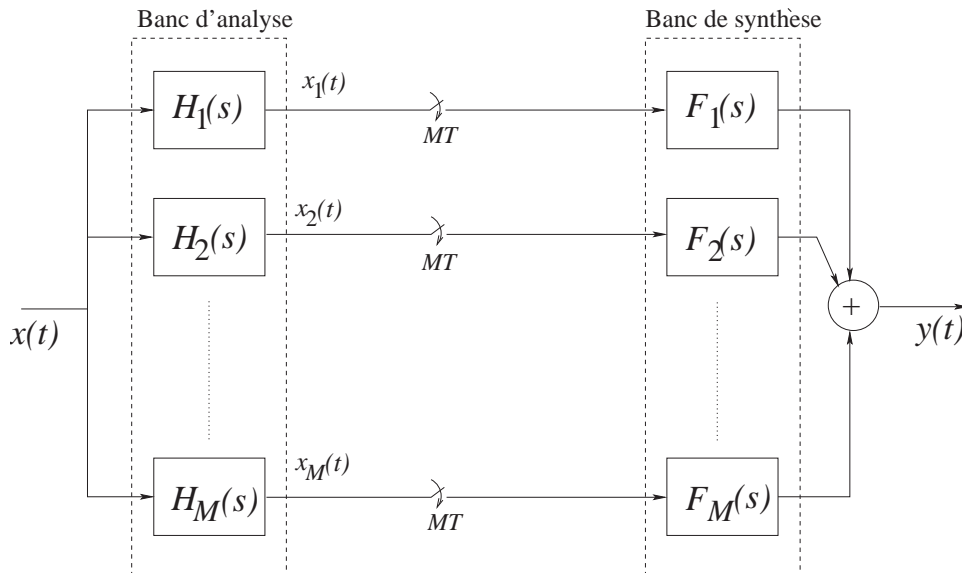 Banc d'analyse
Banc de synthèse
H1(s)
x1(t)
MT
F1(s)
H2(s)
x2(t)
MT
F2(s)
x(t)
+
y(t)
HM(s)
xM(t)
MT
FM(s)